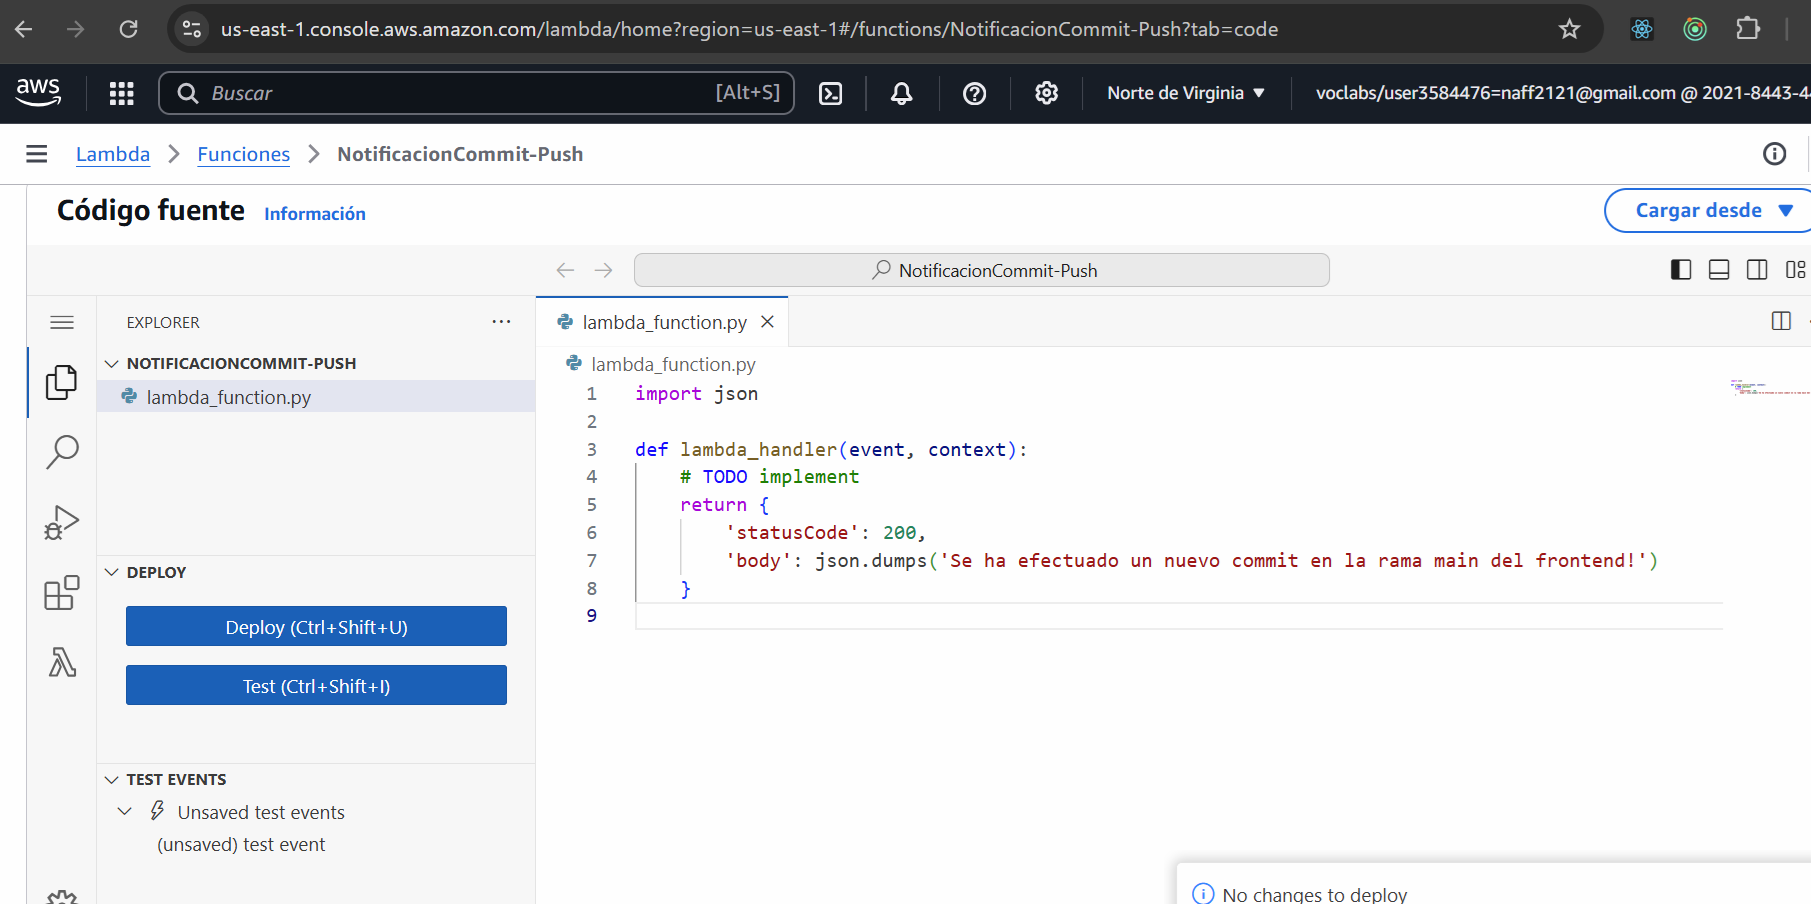 us-east-1.console.aws.amazon.com/lambda/home?region=us-east-1#/functions/NotificacionCommit-Push?tab=code
aws
Buscar
[Alt+S]
Norte de Virginia
voclabs/user3584476=naff2121@gmail.com @ 2021-8443-4
Lambda > Funciones > NotificacionCommit-Push
Código fuente
Información
Cargar desde
NotificacionCommit-Push
EXPLORER
NOTIFICACIONCOMMIT-PUSH
lambda_function.py
DEPLOY
Deploy (Ctrl+Shift+U)
Test (Ctrl+Shift+I)
TEST EVENTS
Unsaved test events
(unsaved) test event
lambda_function.py
lambda_function.py
1 import json
2
3 def lambda_handler(event, context):
4     # TODO implement
5     return {
6         'statusCode': 200,
7         'body': json.dumps('Se ha efectuado un nuevo commit en la rama main del frontend!')
8     }
9
No changes to deploy